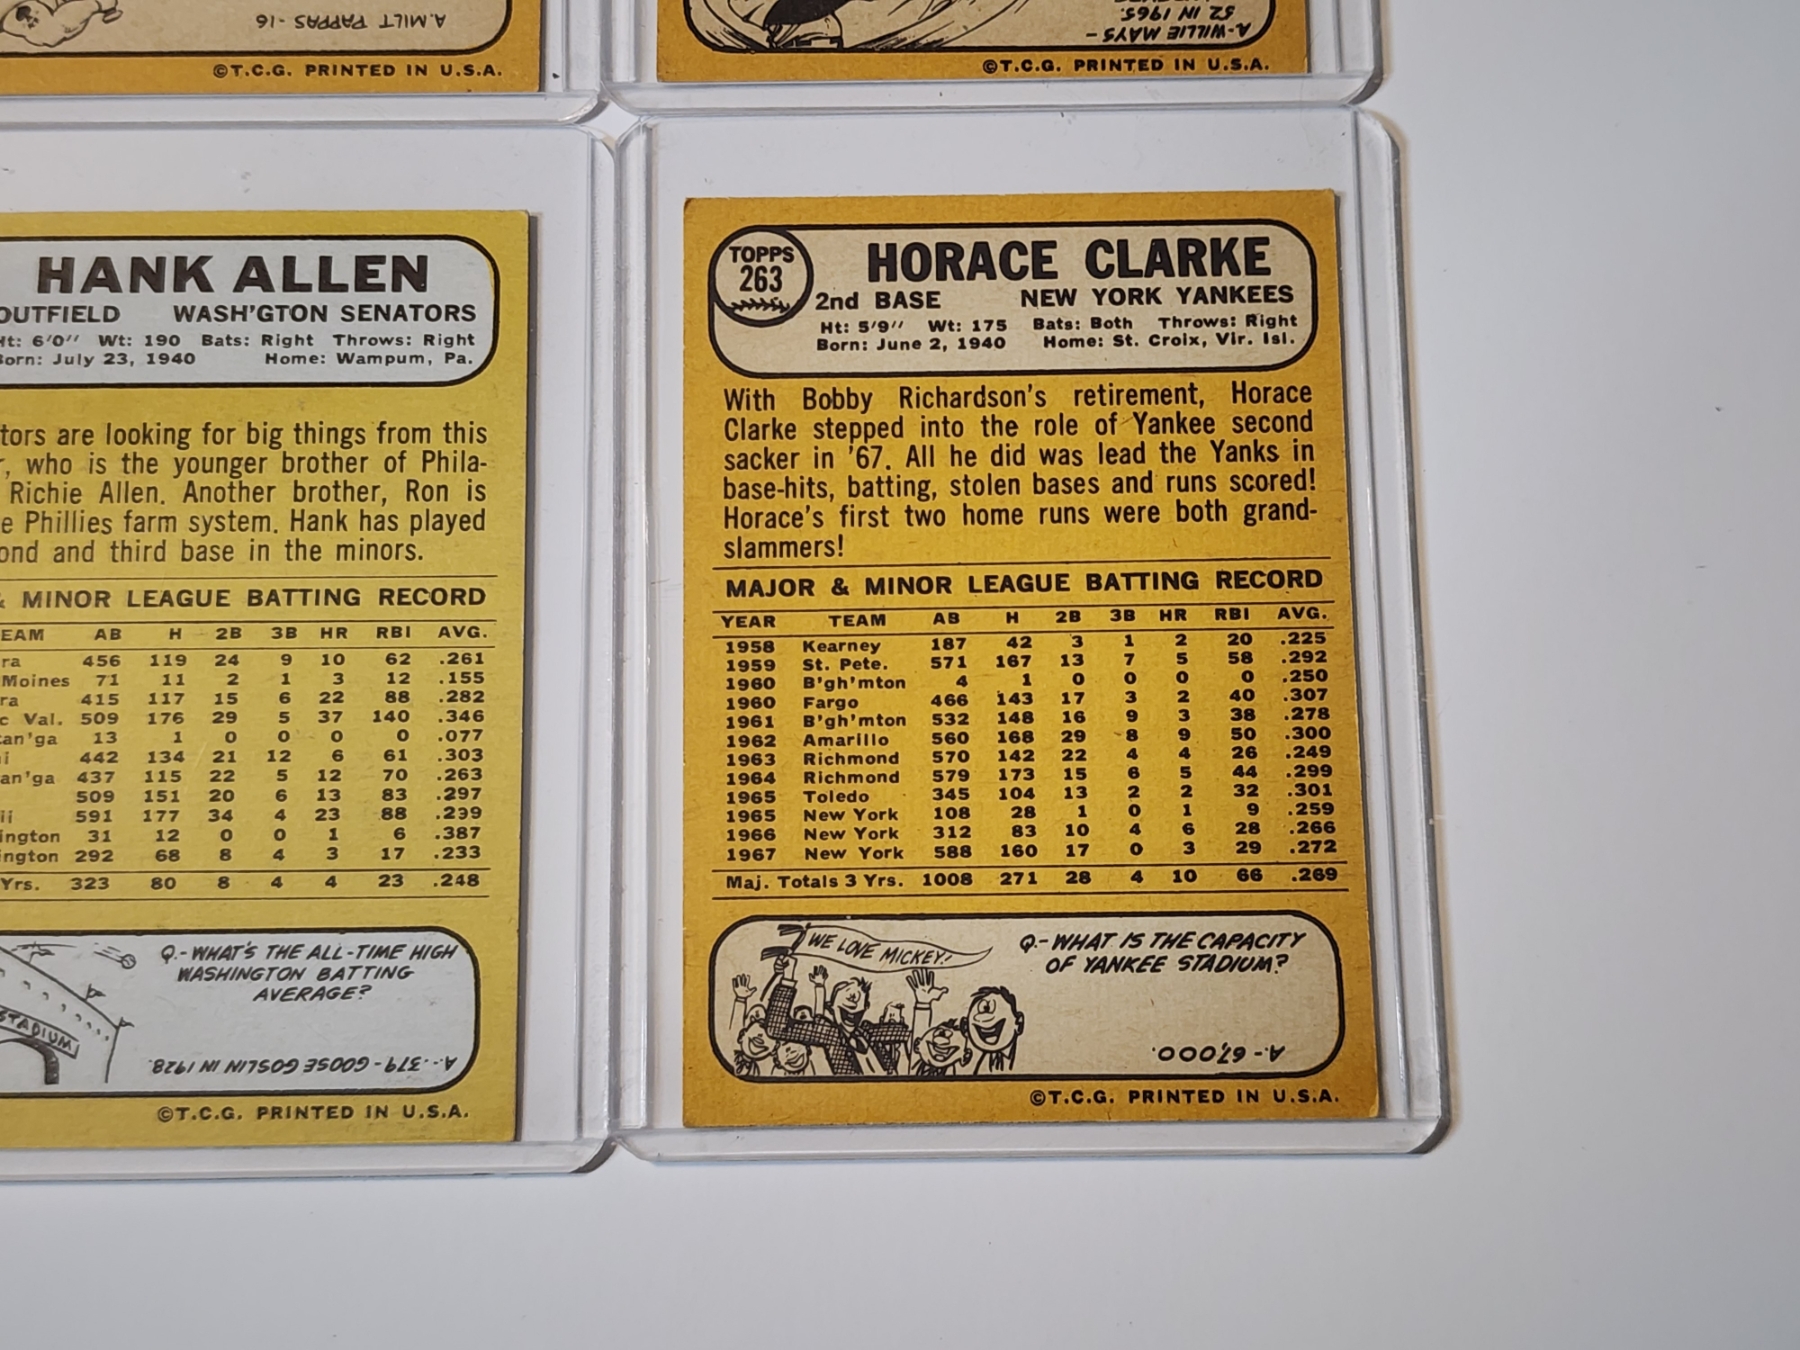 A.MILT PAPPAS -16
©T.C.G. PRINTED IN U.S.A.
A-WILLIE MAYS -
52 IN 1965.
©T.C.G. PRINTED IN U.S.A.
HANK ALLEN
OUTFIELD WASH'GTON SENATORS
Ht: 6'0" Wt: 190 Bats: Right Throws: Right
Born: July 23, 1940 Home: Wampum, Pa.
tors are looking for big things from this
, who is the younger brother of Phila-
Richie Allen. Another brother, Ron is
e Phillies farm system. Hank has played
ond and third base in the minors.
& MINOR LEAGUE BATTING RECORD
EAM AB H 2B 3B HR RBI AVG.
ra 456 119 24 9 10 62 .261
Moines 71 11 2 1 3 12 .155
ra 415 117 15 6 22 88 .282
c Val. 509 176 29 5 37 140 .346
tan'ga 13 1 0 0 0 0 .077
i 442 134 21 12 6 61 .303
an'ga 437 115 22 5 12 70 .263
509 151 20 6 13 83 .297
ii 591 177 34 4 23 88 .299
ington 31 12 0 0 1 6 .387
ington 292 68 8 4 3 17 .233
Yrs. 323 80 8 4 4 23 .248
STADIUM
Q.-WHAT'S THE ALL-TIME HIGH
WASHINGTON BATTING
AVERAGE?
A-.379 - GOOSE GOSLIN IN 1928.
©T.C.G. PRINTED IN U.S.A.
TOPPS
263
HORACE CLARKE
2nd BASE NEW YORK YANKEES
Ht: 5'9" Wt: 175 Bats: Both Throws: Right
Born: June 2, 1940 Home: St. Croix, Vir. Isl.
With Bobby Richardson's retirement, Horace
Clarke stepped into the role of Yankee second
sacker in '67. All he did was lead the Yanks in
base-hits, batting, stolen bases and runs scored!
Horace's first two home runs were both grand-
slammers!
MAJOR & MINOR LEAGUE BATTING RECORD
YEAR TEAM AB H 2B 3B HR RBI AVG.
1958 Kearney 187 42 3 1 2 20 .225
1959 St. Pete. 571 167 13 7 5 58 .292
1960 B'gh'mton 4 1 0 0 0 0 .250
1960 Fargo 466 143 17 3 2 40 .307
1961 B'gh'mton 532 148 16 9 3 38 .278
1962 Amarillo 560 168 29 8 9 50 .300
1963 Richmond 570 142 22 4 4 26 .249
1964 Richmond 579 173 15 6 5 44 .299
1965 Toledo 345 104 13 2 2 32 .301
1965 New York 108 28 1 0 1 9 .259
1966 New York 312 83 10 4 6 28 .266
1967 New York 588 160 17 0 3 29 .272
Maj. Totals 3 Yrs. 1008 271 28 4 10 66 .269
WE LOVE MICKEY!
Q.-WHAT IS THE CAPACITY
OF YANKEE STADIUM?
A.- 67,000.
©T.C.G. PRINTED IN U.S.A.